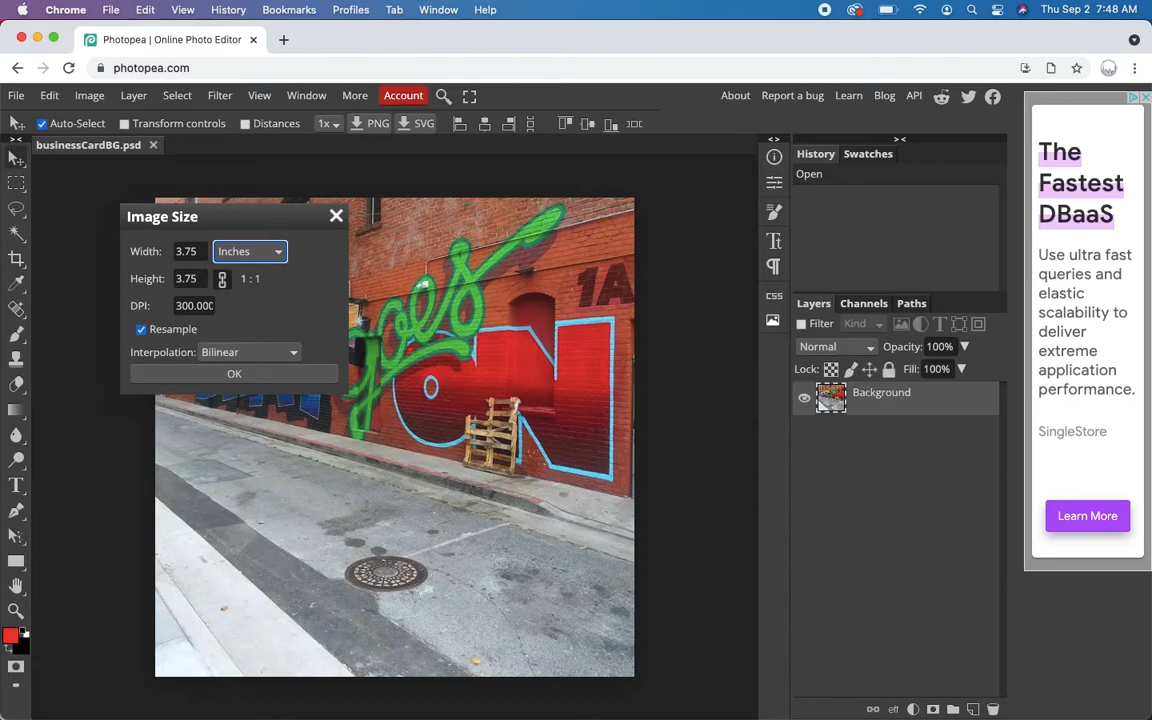 Chrome File Edit View History Bookmarks Profiles Tab Window Help Thu Sep 2 7:48 AM
Photopea | Online Photo Editor
photopea.com
File Edit Image Layer Select Filter View Window More Account About Report a bug Learn Blog API
Auto-Select Transform controls Distances 1x PNG SVG
businessCardBG.psd
Image Size
Width: 3.75 Inches
Height: 3.75 1 : 1
DPI: 300.000
Resample
Interpolation: Bilinear
OK
goes
ON
1A
CSS
History Swatches
Open
Layers Channels Paths
Filter Kind
Normal Opacity: 100%
Lock: Fill: 100%
Background
eff
The
Fastest
DBaaS
Use ultra fast
queries and
elastic
scalability to
deliver
extreme
application
performance.
SingleStore
Learn More